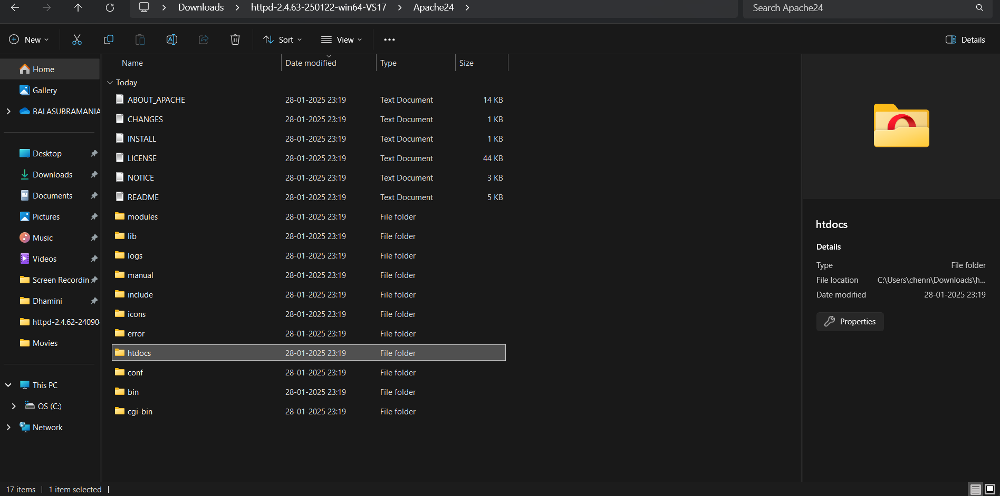 Downloads > httpd-2.4.63-250122-win64-VS17 > Apache24 >
Search Apache24
New
Sort
View
Details
Home
Gallery
BALASUBRAMANIA
Desktop
Downloads
Documents
Pictures
Music
Videos
Screen Recordin
Dhamini
httpd-2.4.62-24090
Movies
This PC
OS (C:)
Network
Name Date modified Type Size
Today
ABOUT_APACHE 28-01-2025 23:19 Text Document 14 KB
CHANGES 28-01-2025 23:19 Text Document 1 KB
INSTALL 28-01-2025 23:19 Text Document 1 KB
LICENSE 28-01-2025 23:19 Text Document 44 KB
NOTICE 28-01-2025 23:19 Text Document 3 KB
README 28-01-2025 23:19 Text Document 5 KB
modules 28-01-2025 23:19 File folder
lib 28-01-2025 23:19 File folder
logs 28-01-2025 23:19 File folder
manual 28-01-2025 23:19 File folder
include 28-01-2025 23:19 File folder
icons 28-01-2025 23:19 File folder
error 28-01-2025 23:19 File folder
htdocs 28-01-2025 23:19 File folder
conf 28-01-2025 23:19 File folder
bin 28-01-2025 23:19 File folder
cgi-bin 28-01-2025 23:19 File folder
htdocs
Details
Type File folder
File location C:\Users\chenn\Downloads\h...
Date modified 28-01-2025 23:19
Properties
17 items | 1 item selected |